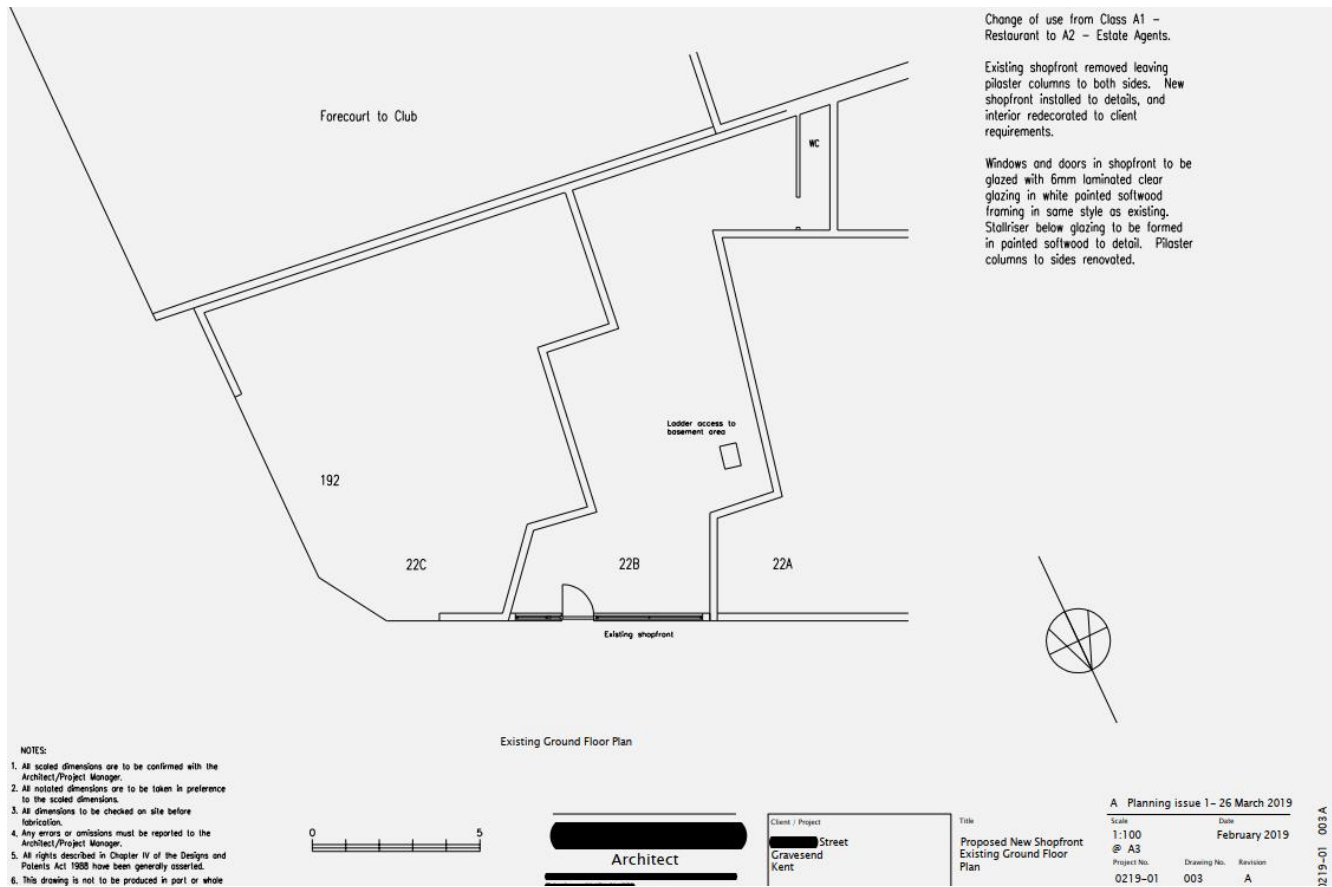 Change of use from Class A1 –
Restaurant to A2 – Estate Agents.
Existing shopfront removed leaving
pilaster columns to both sides. New
shopfront installed to details, and
interior redecorated to client
requirements.
Windows and doors in shopfront to be
glazed with 6mm laminated clear
glazing in white painted softwood
framing in same style as existing.
Stallriser below glazing to be formed
in painted softwood to detail. Pilaster
columns to sides renovated.
Forecourt to Club
WC
Ladder access to
basement area
192
22C
22B
22A
Existing shopfront
Existing Ground Floor Plan
NOTES:
1. All scaled dimensions are to be confirmed with the
Architect/Project Manager.
2. All notated dimensions are to be taken in preference
to the scaled dimensions.
3. All dimensions to be checked on site before
fabrication.
4. Any errors or omissions must be reported to the
Architect/Project Manager.
5. All rights described in Chapter IV of the Designs and
Patents Act 1988 have been generally asserted.
6. This drawing is not to be produced in part or whole
0 5
Architect
Client / Project
Street
Gravesend
Kent
Title
Proposed New Shopfront
Existing Ground Floor
Plan
A Planning issue 1– 26 March 2019
Scale Date
1:100 February 2019
@ A3
Project No. Drawing No. Revision
0219–01 003 A
0219–01 003 A